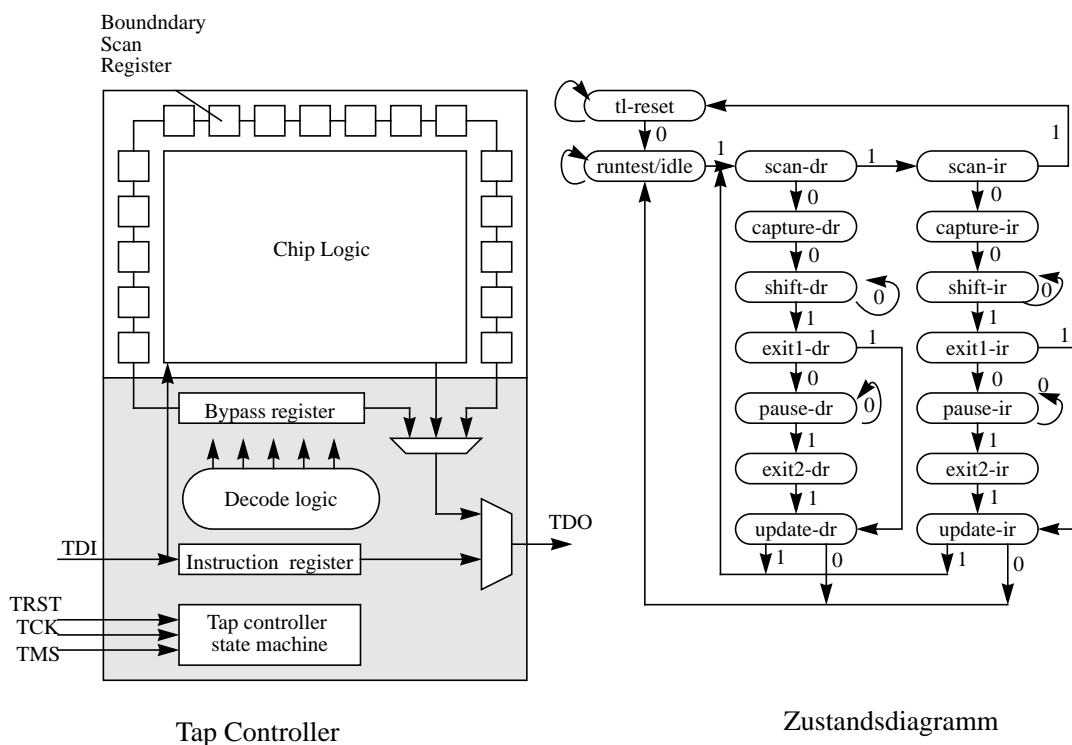 Boundndary
Scan
Register
Chip Logic
Bypass register
Decode logic
TDI
Instruction register
TDO
TRST
TCK
TMS
Tap controller
state machine
Tap Controller
tl-reset
0
1
runtest/idle
1
scan-dr
1
scan-ir
0
0
capture-dr
capture-ir
0
0
shift-dr
0
shift-ir
0
1
1
exit1-dr
1
exit1-ir
1
0
0
0
pause-dr
0
pause-ir
1
1
exit2-dr
exit2-ir
1
1
update-dr
update-ir
1
0
1
0
Zustandsdiagramm